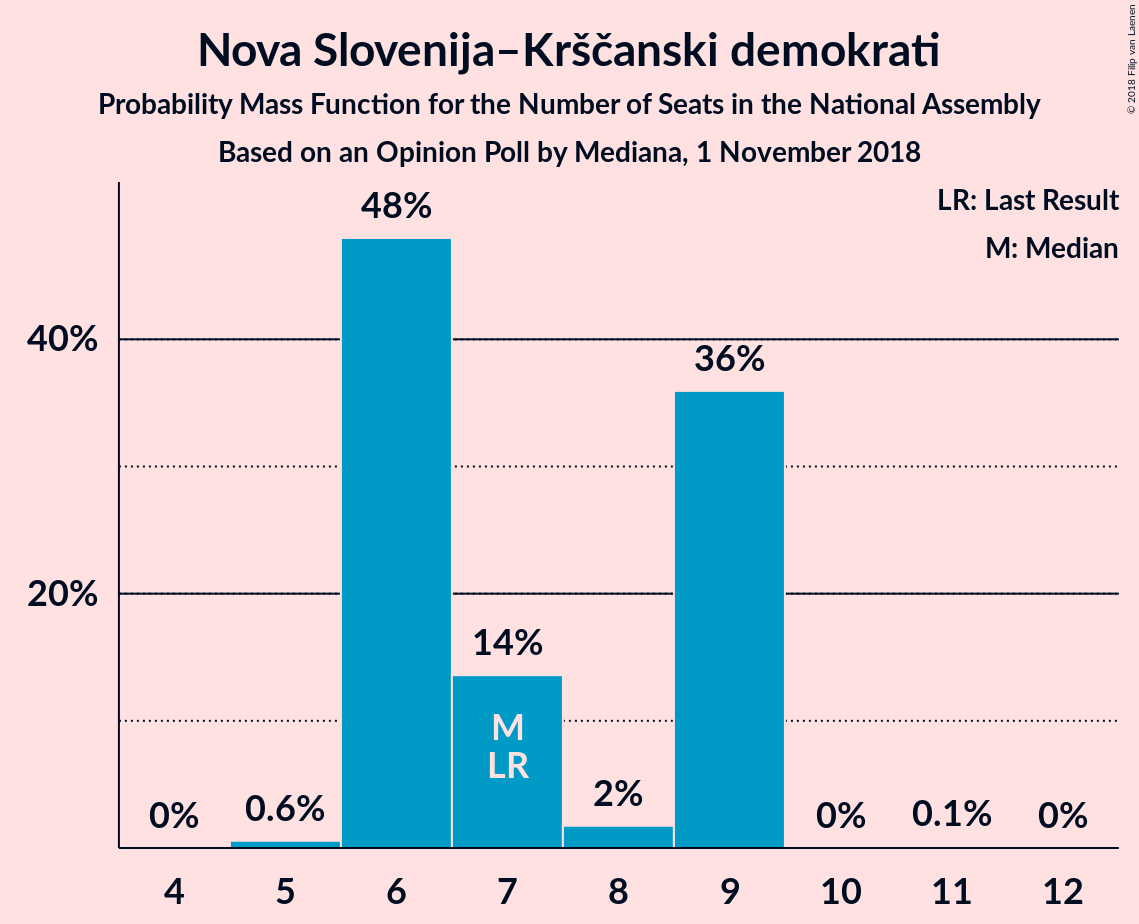 Nova Slovenija–Krščanski demokrati
Probability Mass Function for the Number of Seats in the National Assembly
Based on an Opinion Poll by Mediana, 1 November 2018
© 2018 Filip van Laenen
LR: Last Result
M: Median
48%
40%
36%
20%
14%
M
LR
0%
0.6%
2%
0%
0.1%
0%
4
5
6
7
8
9
10
11
12